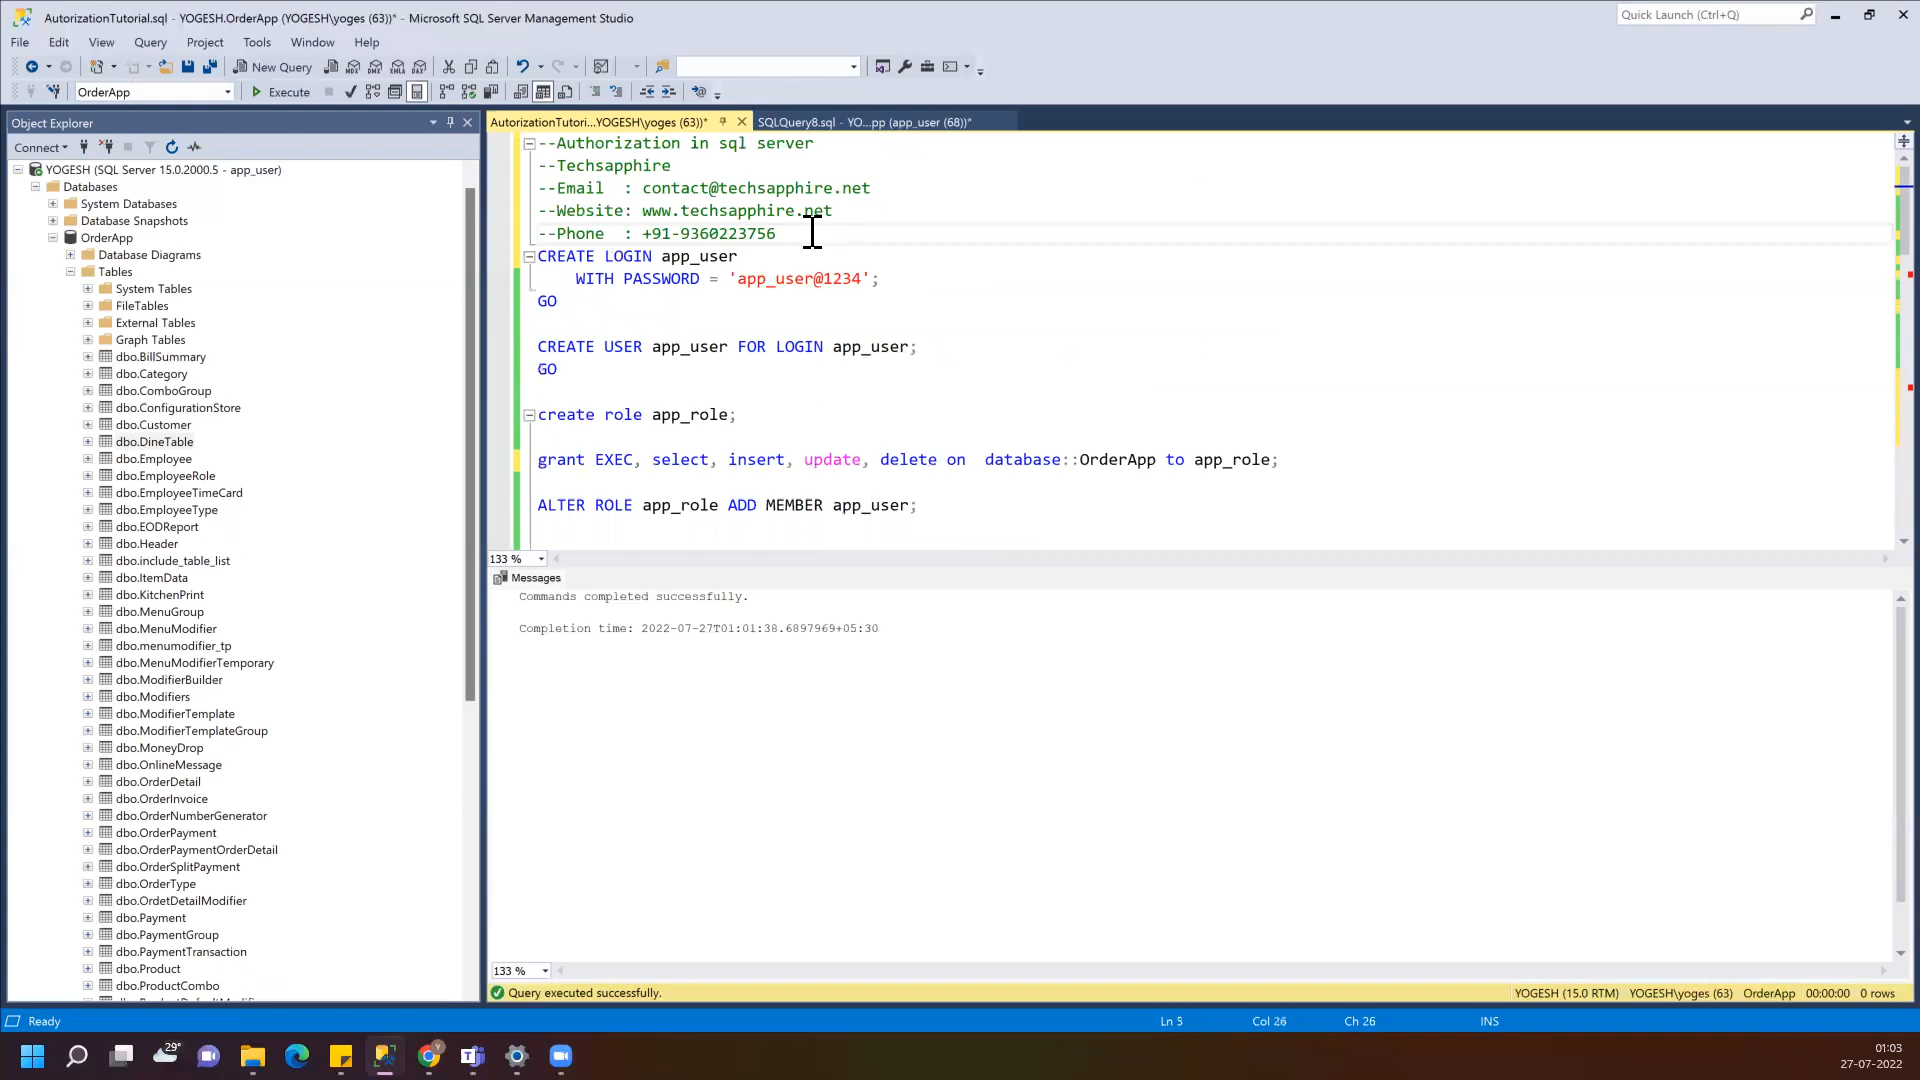 AutorizationTutorial.sql - YOGESH.OrderApp (YOGESH\yoges (63))* - Microsoft SQL Server Management Studio
Quick Launch (Ctrl+Q)
File Edit View Query Project Tools Window Help
New Query
OrderApp
Execute
Object Explorer
Connect
YOGESH (SQL Server 15.0.2000.5 - app_user)
Databases
System Databases
Database Snapshots
OrderApp
Database Diagrams
Tables
System Tables
FileTables
External Tables
Graph Tables
dbo.BillSummary
dbo.Category
dbo.ComboGroup
dbo.ConfigurationStore
dbo.Customer
dbo.DineTable
dbo.Employee
dbo.EmployeeRole
dbo.EmployeeTimeCard
dbo.EmployeeType
dbo.EODReport
dbo.Header
dbo.include_table_list
dbo.ItemData
dbo.KitchenPrint
dbo.MenuGroup
dbo.MenuModifier
dbo.menumodifier_tp
dbo.MenuModifierTemporary
dbo.ModifierBuilder
dbo.Modifiers
dbo.ModifierTemplate
dbo.ModifierTemplateGroup
dbo.MoneyDrop
dbo.OnlineMessage
dbo.OrderDetail
dbo.OrderInvoice
dbo.OrderNumberGenerator
dbo.OrderPayment
dbo.OrderPaymentOrderDetail
dbo.OrderSplitPayment
dbo.OrderType
dbo.OrdetDetailModifier
dbo.Payment
dbo.PaymentGroup
dbo.PaymentTransaction
dbo.Product
dbo.ProductCombo
AutorizationTutori...YOGESH\yoges (63))*
SQLQuery8.sql - YO...pp (app_user (68))*
--Authorization in sql server
--Techsapphire
--Email  : contact@techsapphire.net
--Website: www.techsapphire.net
--Phone  : +91-9360223756
CREATE LOGIN app_user
WITH PASSWORD = 'app_user@1234';
GO
CREATE USER app_user FOR LOGIN app_user;
GO
create role app_role;
grant EXEC, select, insert, update, delete on  database::OrderApp to app_role;
ALTER ROLE app_role ADD MEMBER app_user;
133 %
Messages
Commands completed successfully.
Completion time: 2022-07-27T01:01:38.6897969+05:30
133 %
Query executed successfully.
YOGESH (15.0 RTM) YOGESH\yoges (63) OrderApp 00:00:00 0 rows
Ready
Ln 5 Col 26 Ch 26 INS
29°
01:03
27-07-2022